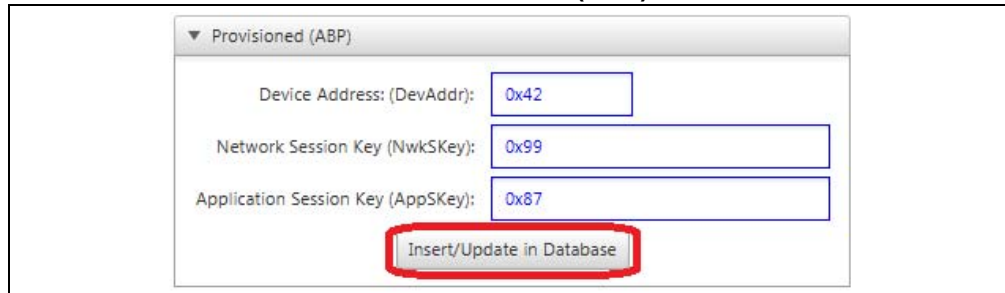 Provisioned (ABP)
Device Address: (DevAddr): 0x42
Network Session Key (NwkSKey): 0x99
Application Session Key (AppSKey): 0x87
Insert/Update in Database